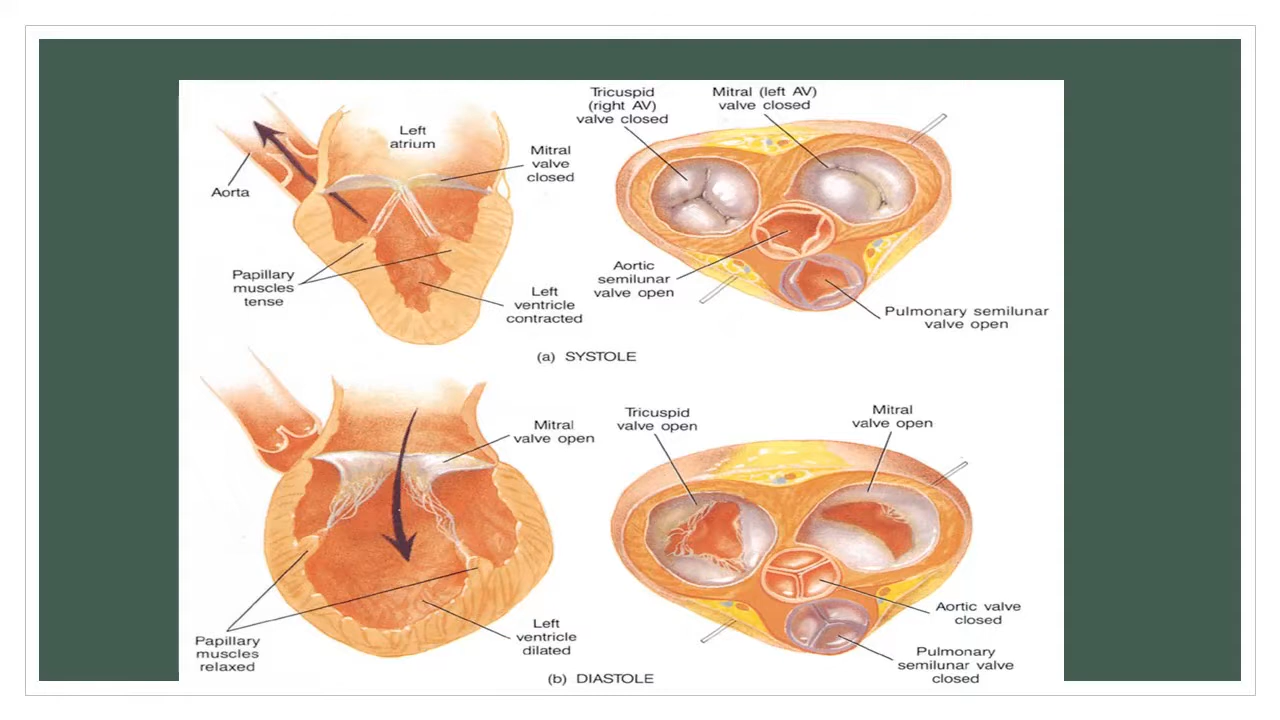 Left
atrium
Mitral
valve
closed
Aorta
Papillary
muscles
tense
Left
ventricle
contracted
Tricuspid
(right AV)
valve closed
Mitral (left AV)
valve closed
Aortic
semilunar
valve open
Pulmonary semilunar
valve open
(a) SYSTOLE
Mitral
valve open
Papillary
muscles
relaxed
Left
ventricle
dilated
Tricuspid
valve open
Mitral
valve open
Aortic valve
closed
Pulmonary
semilunar valve
closed
(b) DIASTOLE